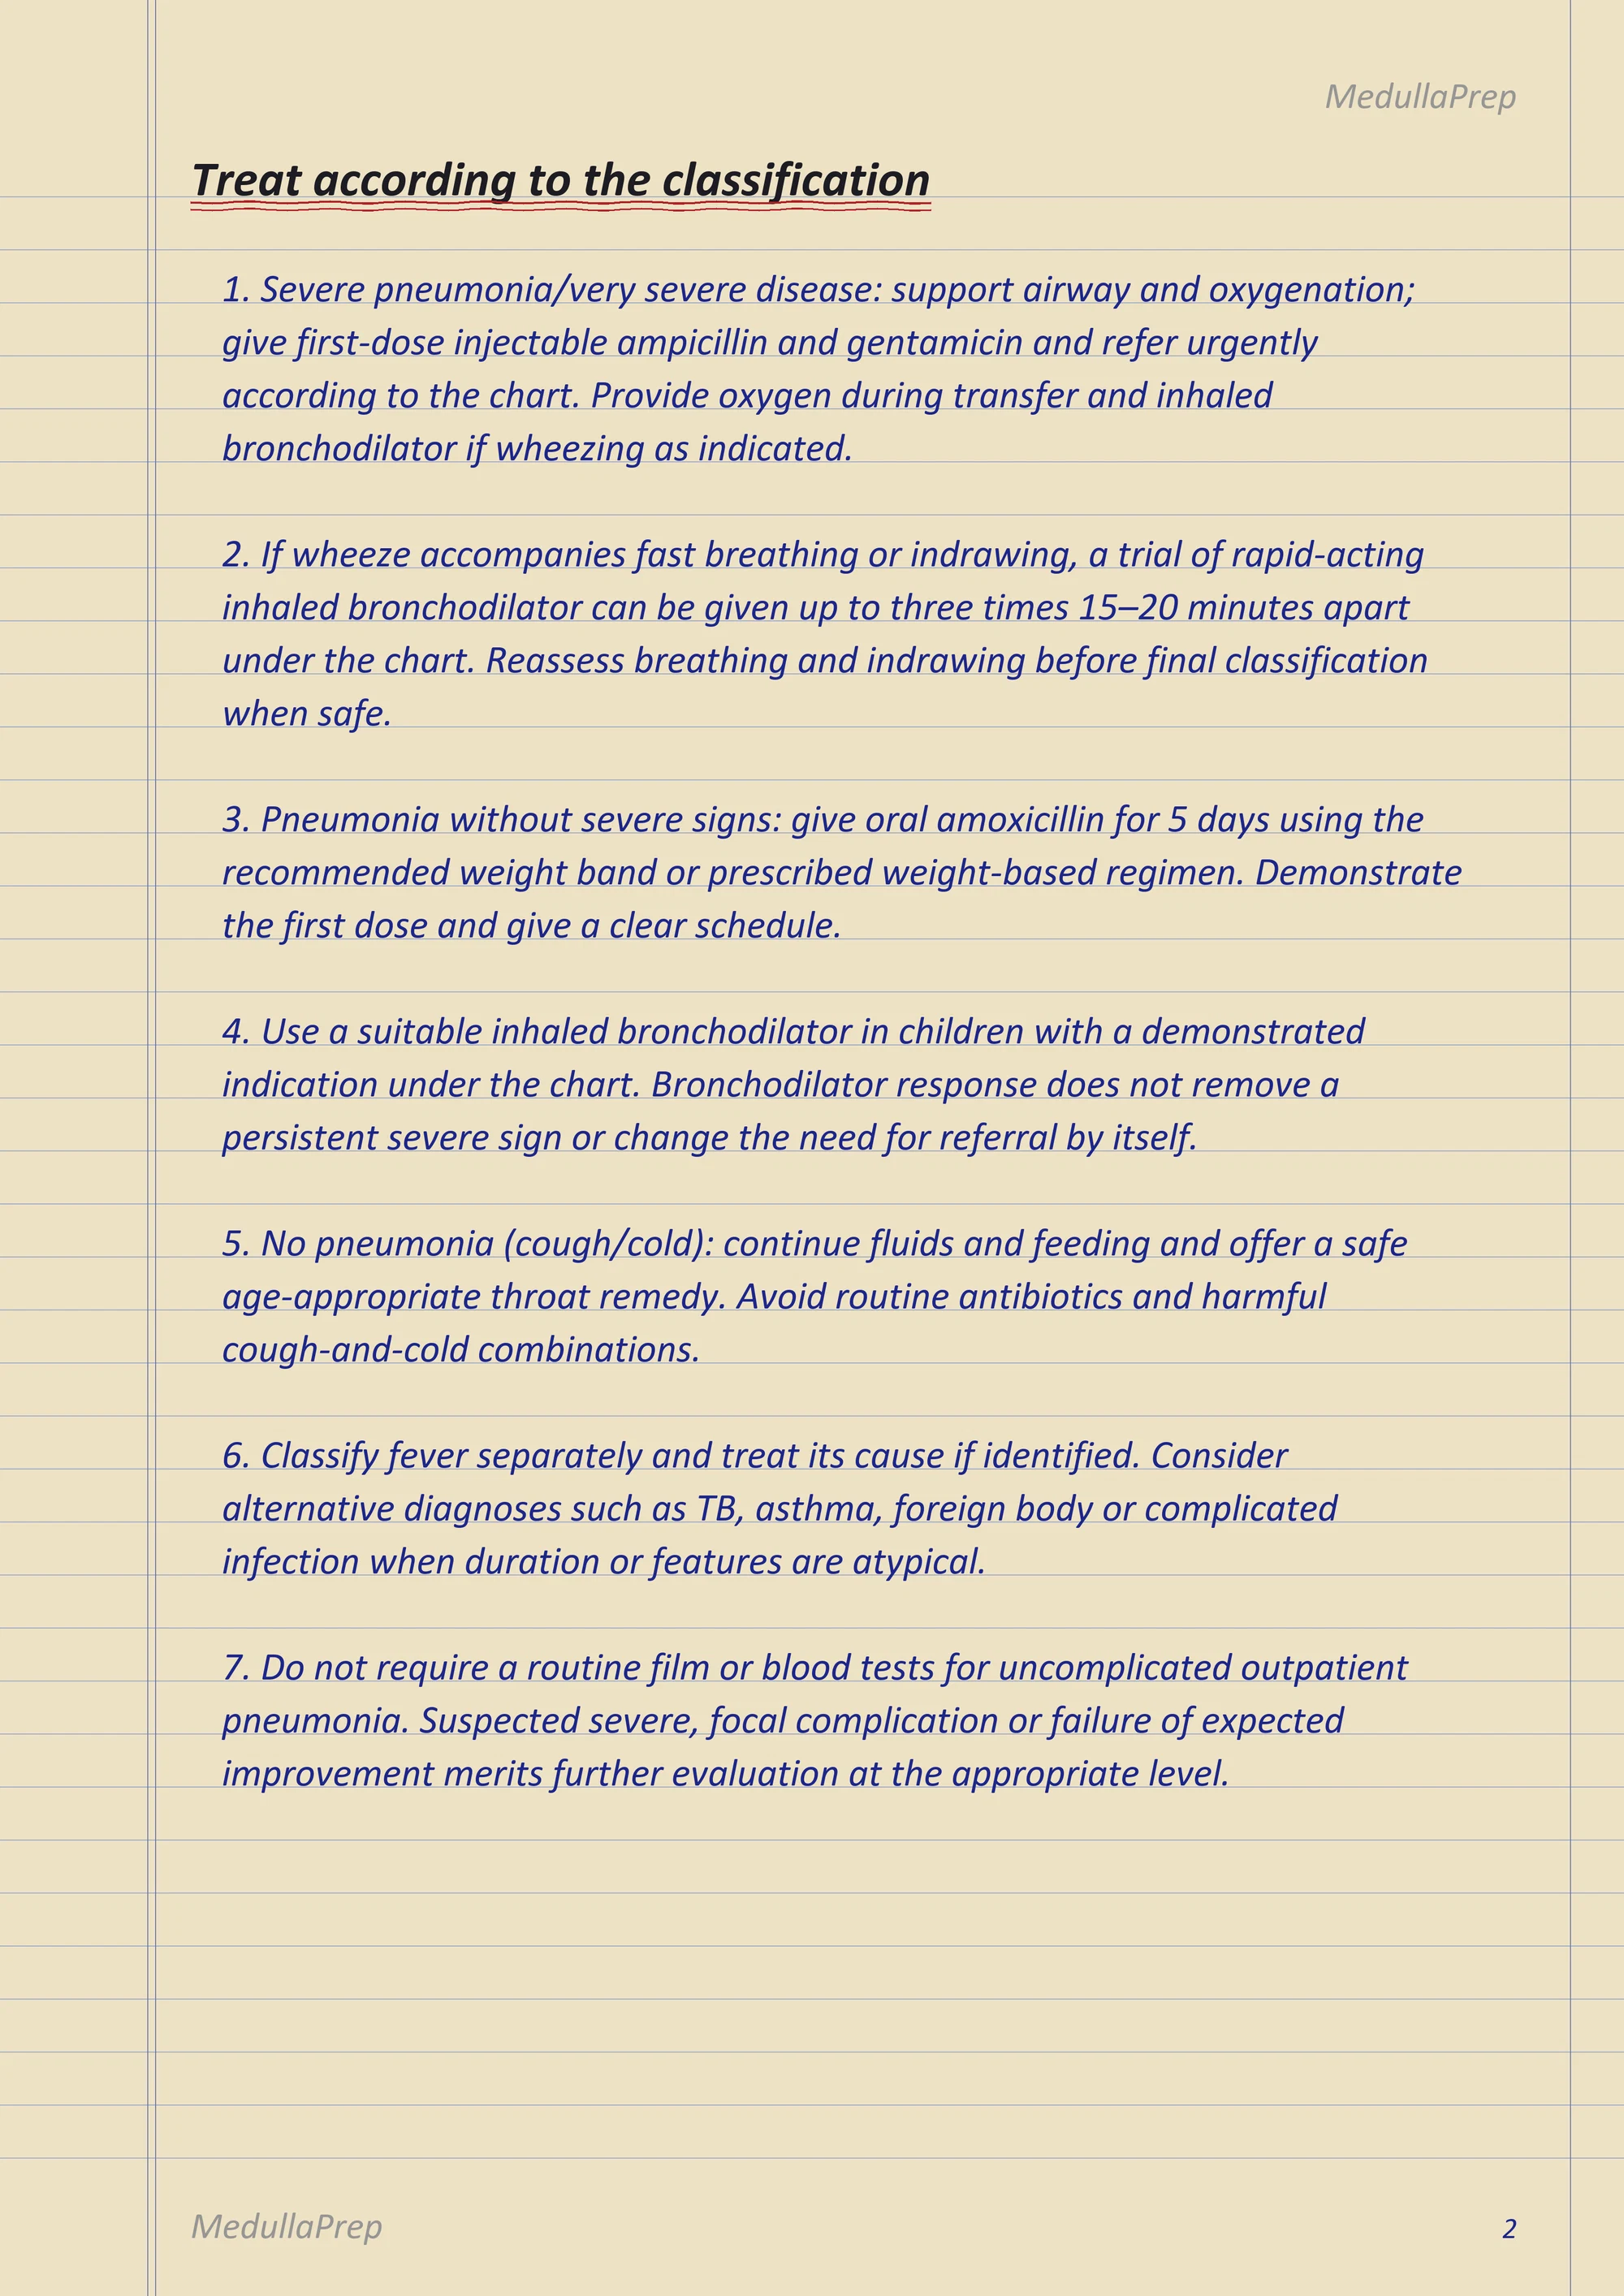 MedullaPrep
Treat according to the classification
1. Severe pneumonia/very severe disease: support airway and oxygenation;
give first-dose injectable ampicillin and gentamicin and refer urgently
according to the chart. Provide oxygen during transfer and inhaled
bronchodilator if wheezing as indicated.
2. If wheeze accompanies fast breathing or indrawing, a trial of rapid-acting
inhaled bronchodilator can be given up to three times 15–20 minutes apart
under the chart. Reassess breathing and indrawing before final classification
when safe.
3. Pneumonia without severe signs: give oral amoxicillin for 5 days using the
recommended weight band or prescribed weight-based regimen. Demonstrate
the first dose and give a clear schedule.
4. Use a suitable inhaled bronchodilator in children with a demonstrated
indication under the chart. Bronchodilator response does not remove a
persistent severe sign or change the need for referral by itself.
5. No pneumonia (cough/cold): continue fluids and feeding and offer a safe
age-appropriate throat remedy. Avoid routine antibiotics and harmful
cough-and-cold combinations.
6. Classify fever separately and treat its cause if identified. Consider
alternative diagnoses such as TB, asthma, foreign body or complicated
infection when duration or features are atypical.
7. Do not require a routine film or blood tests for uncomplicated outpatient
pneumonia. Suspected severe, focal complication or failure of expected
improvement merits further evaluation at the appropriate level.
MedullaPrep
2